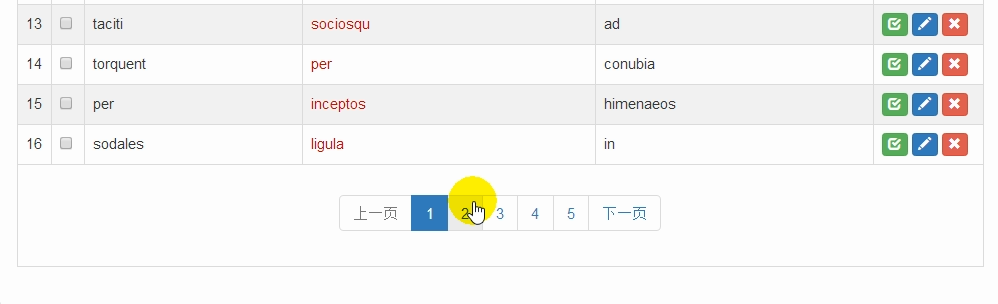 13 taciti sociosqu ad
14 torquent per conubia
15 per inceptos himenaeos
16 sodales ligula in
上一页 1 2 3 4 5 下一页